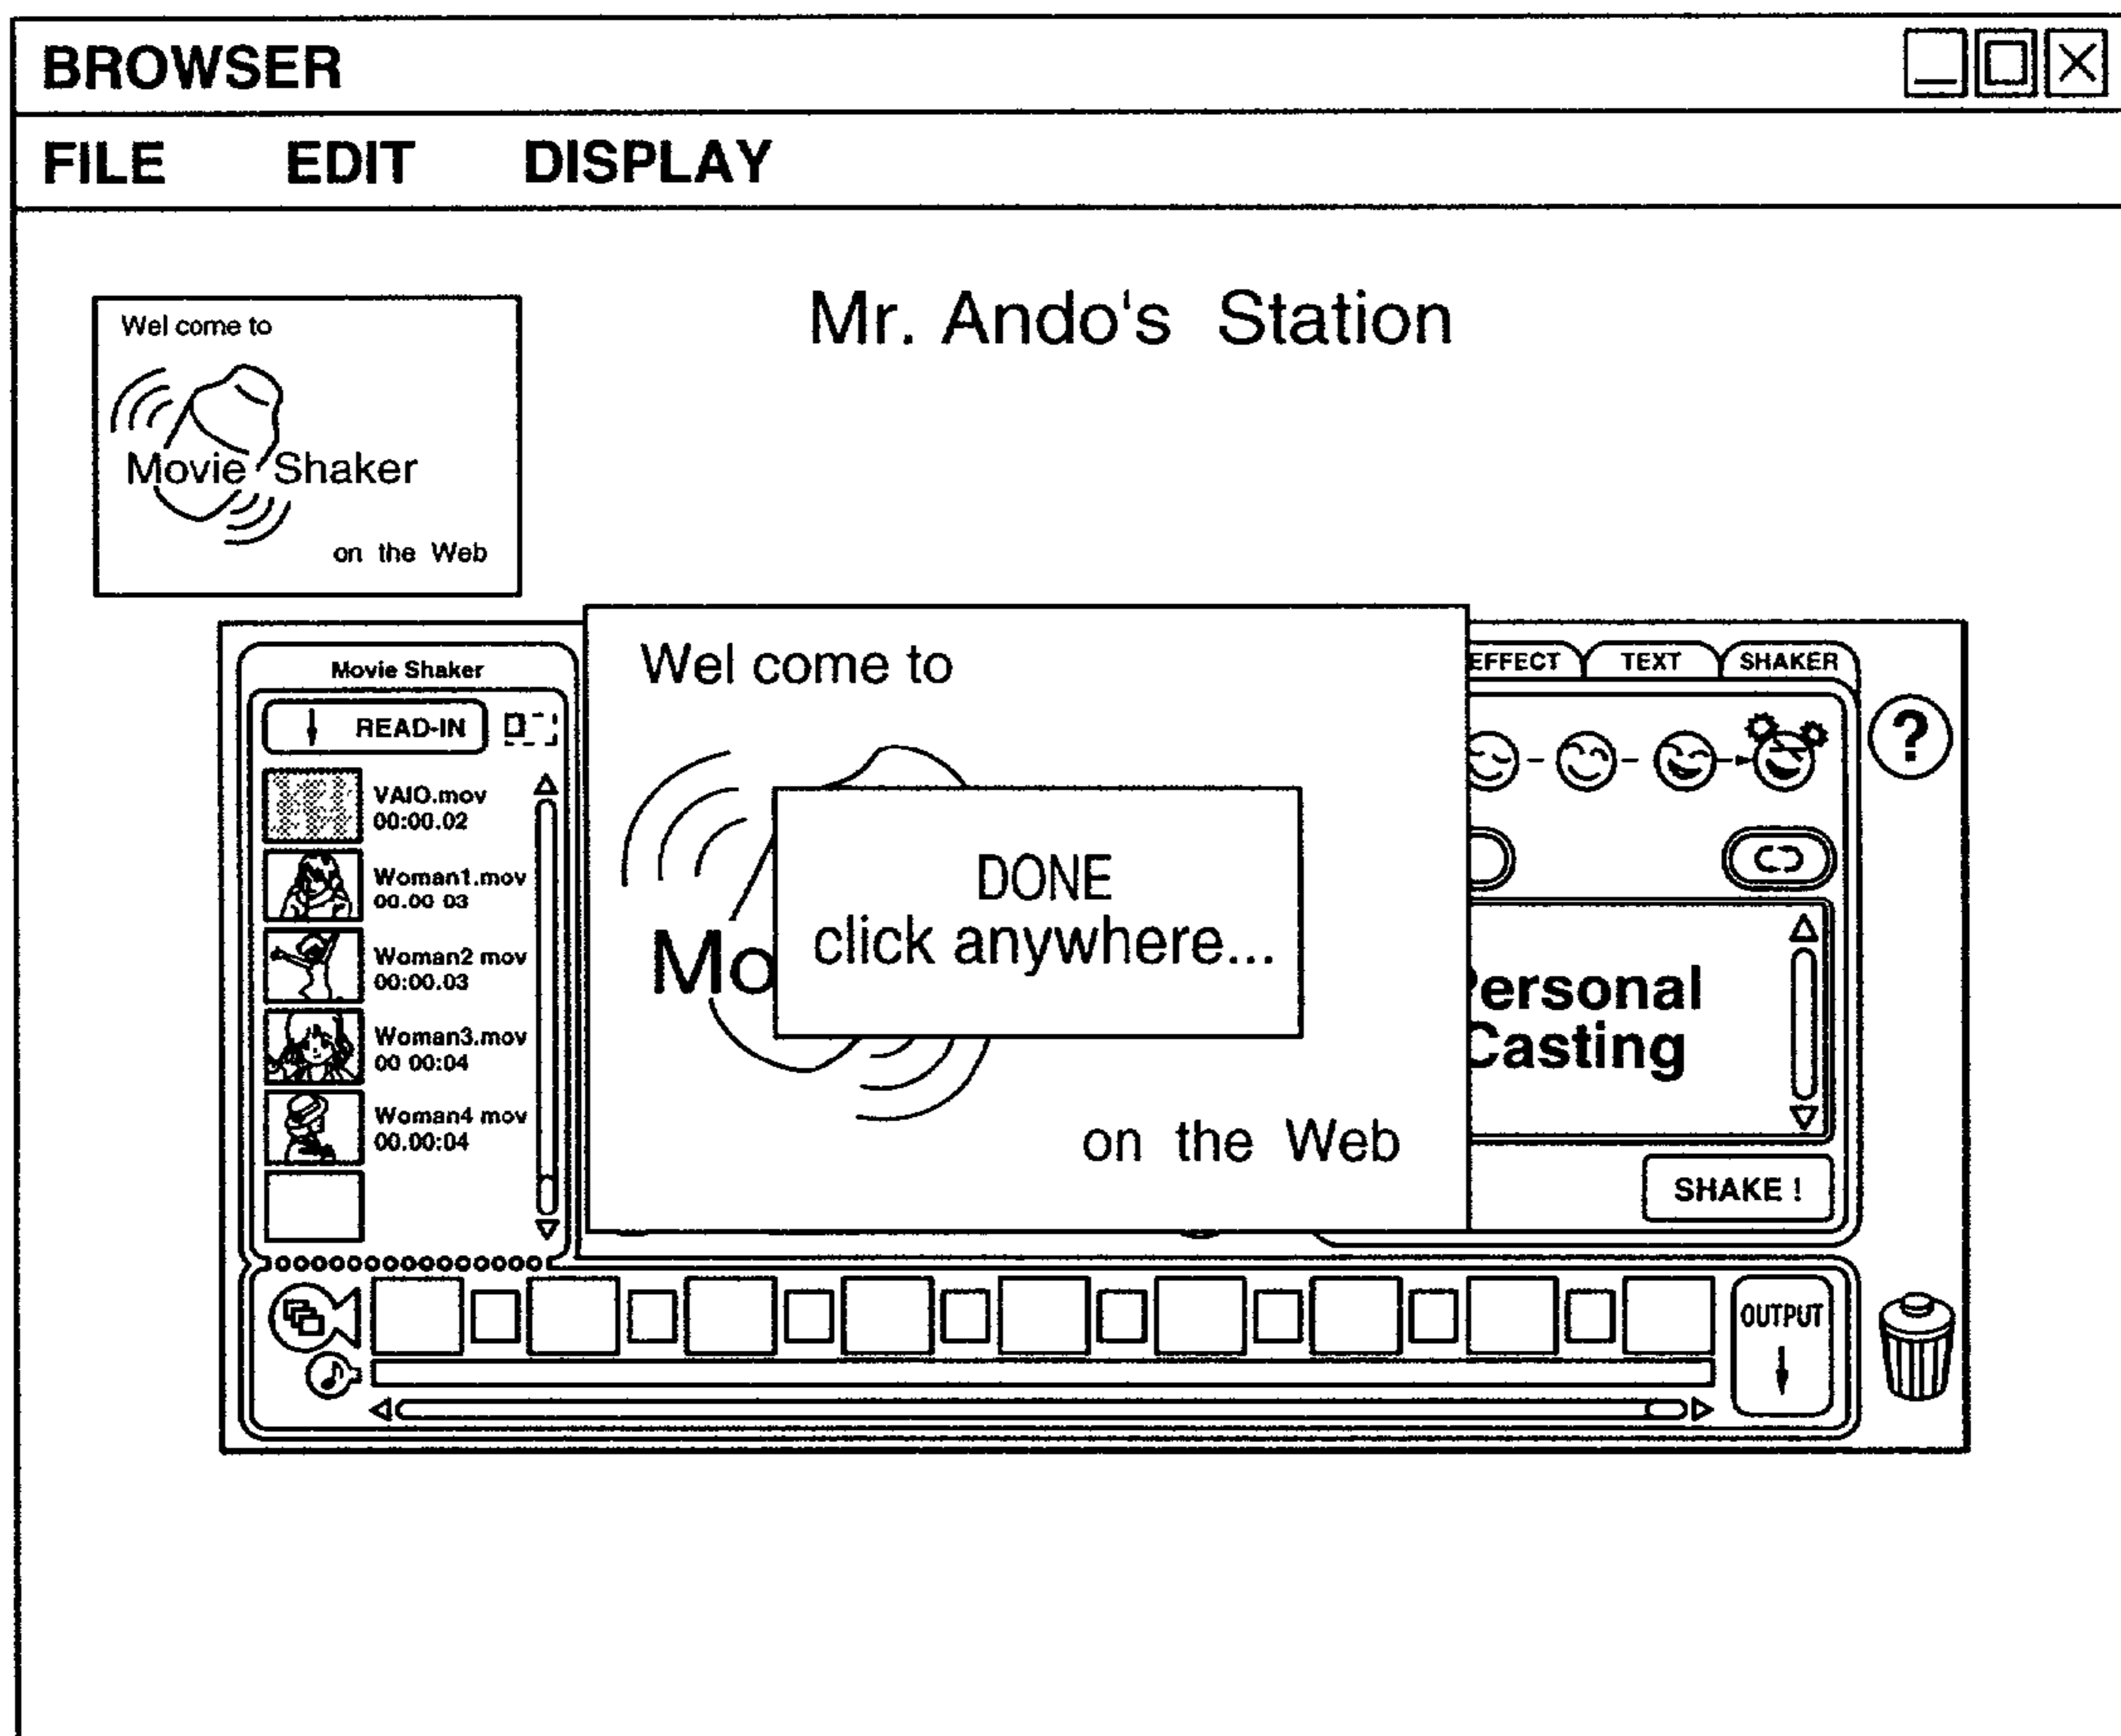 BROWSER
FILE EDIT DISPLAY
Mr. Ando's Station
Wel come to
Movie Shaker
on the Web
Movie Shaker
READ-IN
VAIO.mov
00:00.02
Woman1.mov
00.00 03
Woman2 mov
00:00.03
Woman3.mov
00 00:04
Woman4 mov
00.00:04
Wel come to
Mo
on the Web
DONE
click anywhere...
EFFECT TEXT SHAKER
?
ersonal
Casting
SHAKE !
OUTPUT